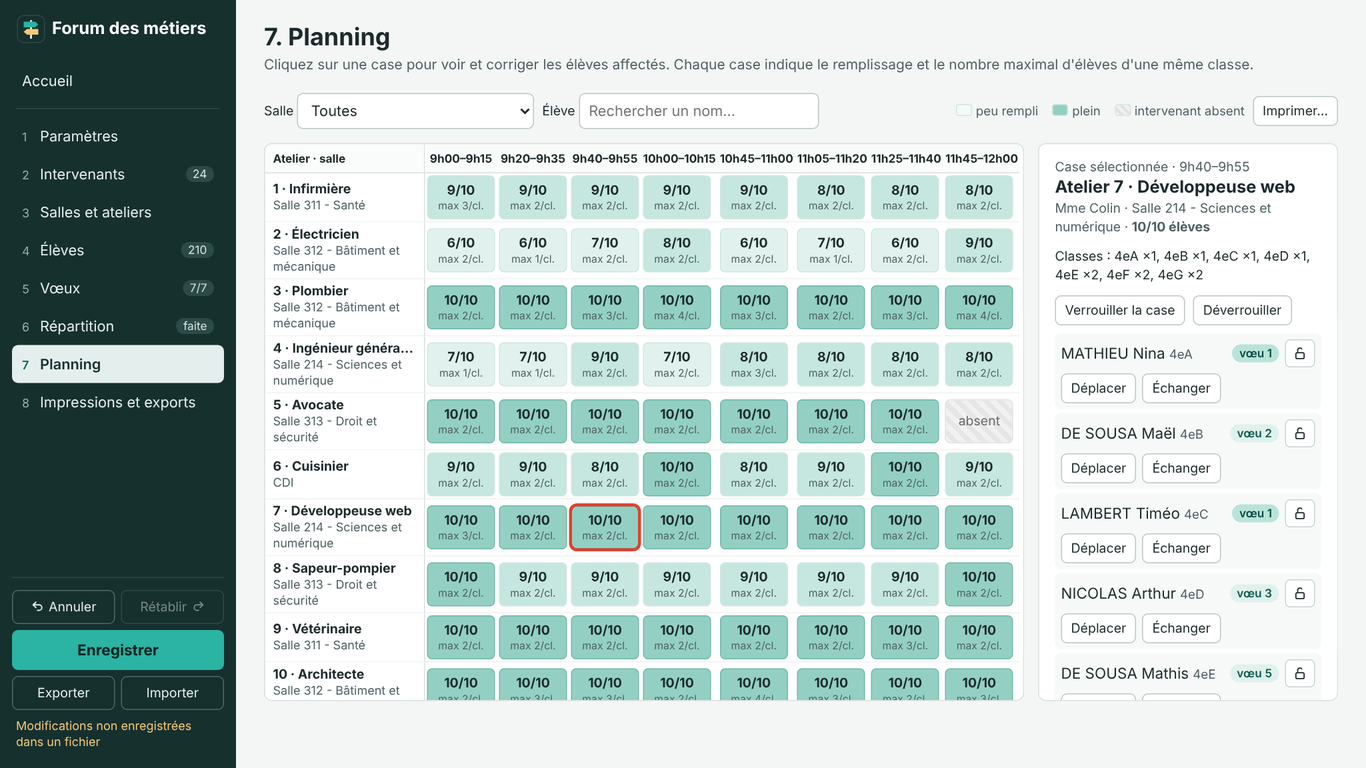 Forum des métiers
Accueil
1 Paramètres
2 Intervenants 24
3 Salles et ateliers
4 Élèves 210
5 Vœux 7/7
6 Répartition faite
7 Planning
8 Impressions et exports
Annuler Rétablir
Enregistrer
Exporter Importer
Modifications non enregistrées
dans un fichier
7. Planning
Cliquez sur une case pour voir et corriger les élèves affectés. Chaque case indique le remplissage et le nombre maximal d'élèves d'une même classe.
Salle Toutes Élève Rechercher un nom... peu rempli plein intervenant absent Imprimer...
Atelier · salle 9h00–9h15 9h20–9h35 9h40–9h55 10h00–10h15 10h45–11h00 11h05–11h20 11h25–11h40 11h45–12h00
1 · Infirmière 9/10 9/10 9/10 9/10 9/10 8/10 8/10 8/10
Salle 311 - Santé max 3/cl. max 2/cl. max 2/cl. max 2/cl. max 2/cl. max 2/cl. max 2/cl. max 2/cl.
2 · Électricien 6/10 6/10 7/10 8/10 6/10 7/10 6/10 9/10
Salle 312 - Bâtiment et max 2/cl. max 1/cl. max 2/cl. max 2/cl. max 2/cl. max 1/cl. max 2/cl. max 2/cl.
mécanique
3 · Plombier 10/10 10/10 10/10 10/10 10/10 10/10 10/10 10/10
Salle 312 - Bâtiment et max 2/cl. max 2/cl. max 3/cl. max 4/cl. max 3/cl. max 2/cl. max 3/cl. max 4/cl.
mécanique
4 · Ingénieur généra... 7/10 7/10 9/10 7/10 8/10 8/10 8/10 8/10
Salle 214 - Sciences et max 1/cl. max 1/cl. max 2/cl. max 2/cl. max 3/cl. max 2/cl. max 2/cl. max 2/cl.
numérique
5 · Avocate 10/10 10/10 10/10 10/10 10/10 10/10 10/10 absent
Salle 313 - Droit et max 2/cl. max 2/cl. max 2/cl. max 2/cl. max 2/cl. max 2/cl. max 2/cl.
sécurité
6 · Cuisinier 9/10 9/10 8/10 10/10 8/10 9/10 10/10 9/10
CDI max 2/cl. max 2/cl. max 2/cl. max 2/cl. max 2/cl. max 2/cl. max 2/cl. max 2/cl.
7 · Développeuse web 10/10 10/10 10/10 10/10 10/10 10/10 10/10 10/10
Salle 214 - Sciences et max 3/cl. max 2/cl. max 2/cl. max 2/cl. max 2/cl. max 2/cl. max 2/cl. max 2/cl.
numérique
8 · Sapeur-pompier 10/10 9/10 9/10 9/10 9/10 9/10 9/10 10/10
Salle 313 - Droit et max 2/cl. max 2/cl. max 2/cl. max 2/cl. max 2/cl. max 2/cl. max 2/cl. max 2/cl.
sécurité
9 · Vétérinaire 10/10 10/10 10/10 10/10 10/10 10/10 10/10 10/10
Salle 311 - Santé max 2/cl. max 2/cl. max 2/cl. max 2/cl. max 2/cl. max 2/cl. max 3/cl. max 2/cl.
10 · Architecte 10/10 10/10 10/10 10/10 10/10 10/10 10/10 10/10
Salle 312 - Bâtiment et max 2/cl. max 3/cl. max 3/cl. max 2/cl. max 4/cl. max 3/cl. max 2/cl. max 3/cl.
Case sélectionnée · 9h40–9h55
Atelier 7 · Développeuse web
Mme Colin · Salle 214 - Sciences et
numérique · 10/10 élèves
Classes : 4eA ×1, 4eB ×1, 4eC ×1, 4eD ×1,
4eE ×2, 4eF ×2, 4eG ×2
Verrouiller la case Déverrouiller
MATHIEU Nina 4eA vœu 1
Déplacer Échanger
DE SOUSA Maël 4eB vœu 2
Déplacer Échanger
LAMBERT Timéo 4eC vœu 1
Déplacer Échanger
NICOLAS Arthur 4eD vœu 3
Déplacer Échanger
DE SOUSA Mathis 4eE vœu 5